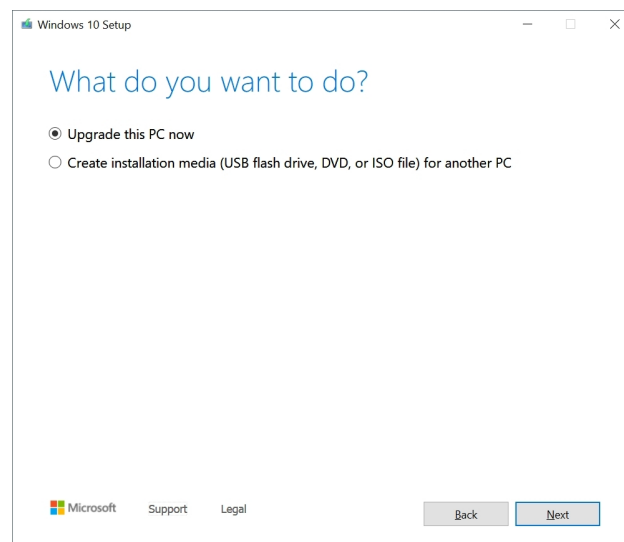 Windows 10 Setup
What do you want to do?
Upgrade this PC now
Create installation media (USB flash drive, DVD, or ISO file) for another PC
Microsoft Support Legal
Back Next